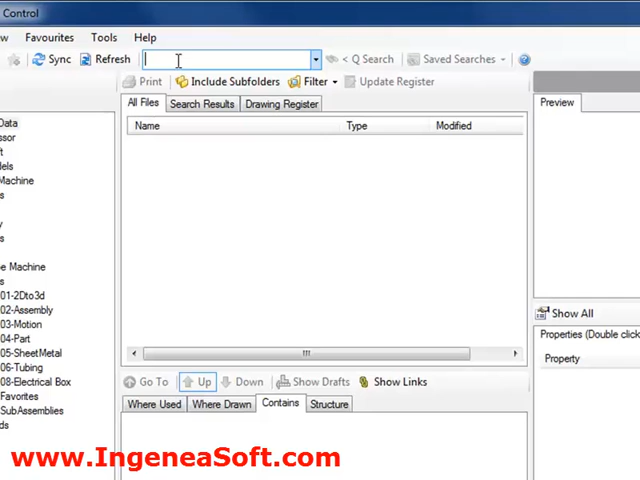 Control
w Favourites Tools Help
Sync Refresh < Q Search Saved Searches
Print Include Subfolders Filter Update Register
All Files Search Results Drawing Register Preview
Name Type Modified
Data
ssor
t
dels
Machine
s
y
s
pe Machine
s
01-2Dto3d
02-Assembly
03-Motion
04-Part
05-SheetMetal
06-Tubing
08-Electrical Box
Favorites
SubAssemblies
ds
Show All
Properties (Double click
Property
Go To Up Down Show Drafts Show Links
Where Used Where Drawn Contains Structure
www.IngeneaSoft.com